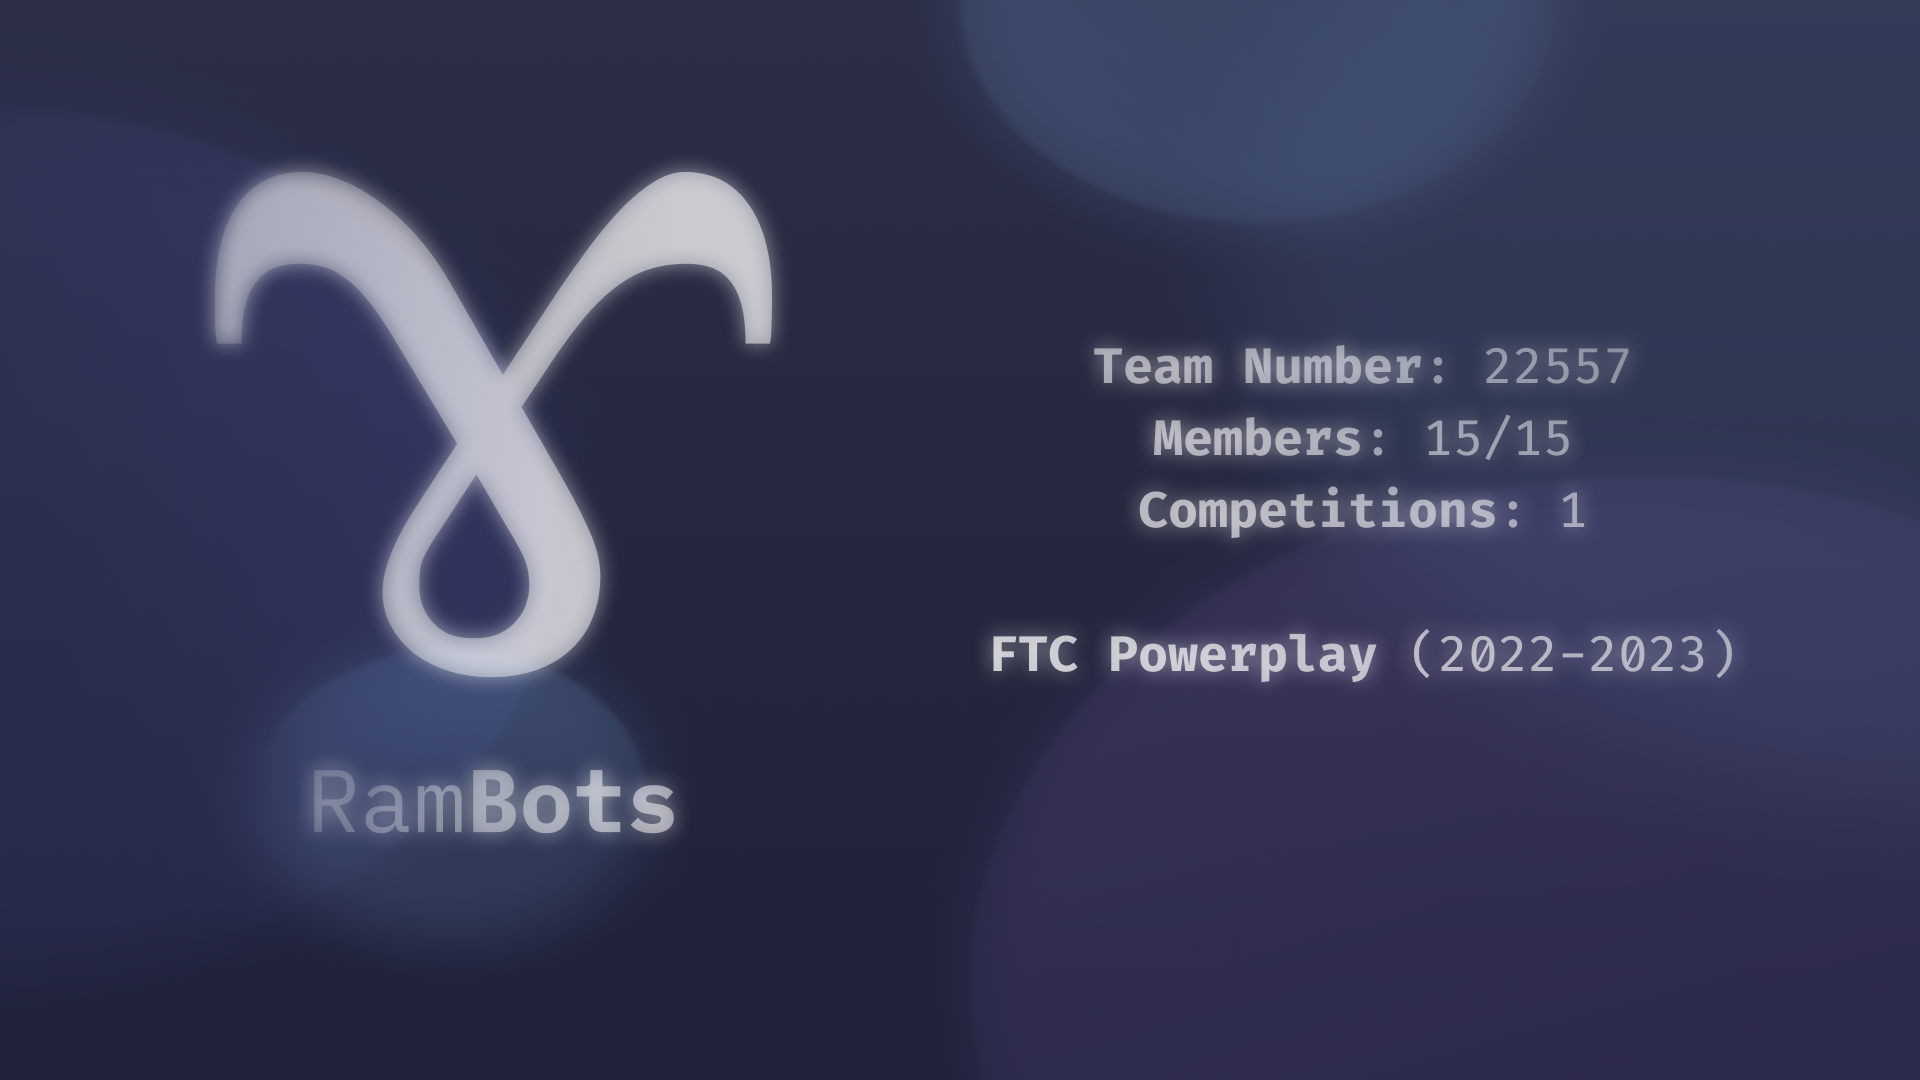 RamBots
Team Number: 22557
Members: 15/15
Competitions: 1
FTC Powerplay (2022-2023)